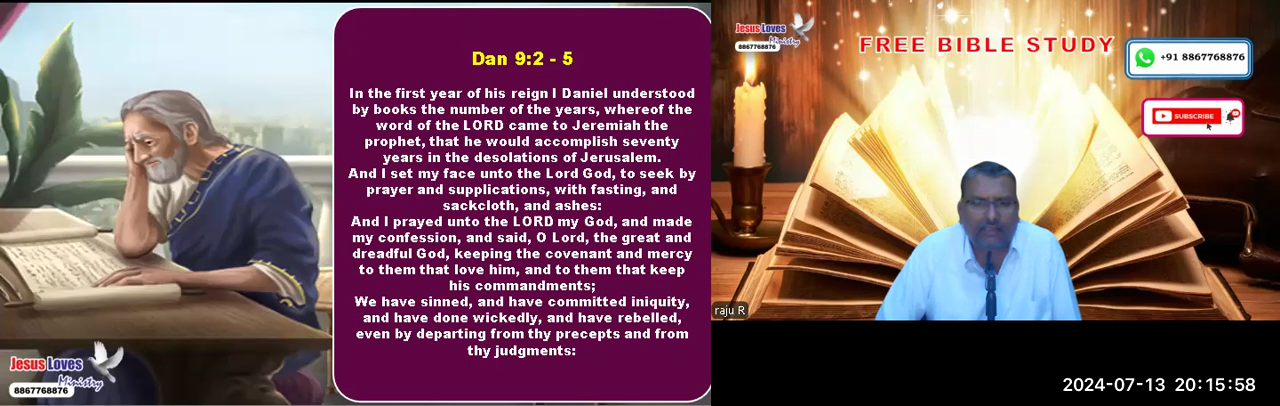 Dan 9:2 - 5
In the first year of his reign I Daniel understood
by books the number of the years, whereof the
word of the LORD came to Jeremiah the
prophet, that he would accomplish seventy
years in the desolations of Jerusalem.
And I set my face unto the Lord God, to seek by
prayer and supplications, with fasting, and
sackcloth, and ashes:
And I prayed unto the LORD my God, and made
my confession, and said, O Lord, the great and
dreadful God, keeping the covenant and mercy
to them that love him, and to them that keep
his commandments;
We have sinned, and have committed iniquity,
and have done wickedly, and have rebelled,
even by departing from thy precepts and from
thy judgments:
Jesus Loves
Ministry
8867768876
Jesus Loves
Ministry
8867768876
FREE BIBLE STUDY
+91 8867768876
SUBSCRIBE
raju R
2024-07-13 20:15:58